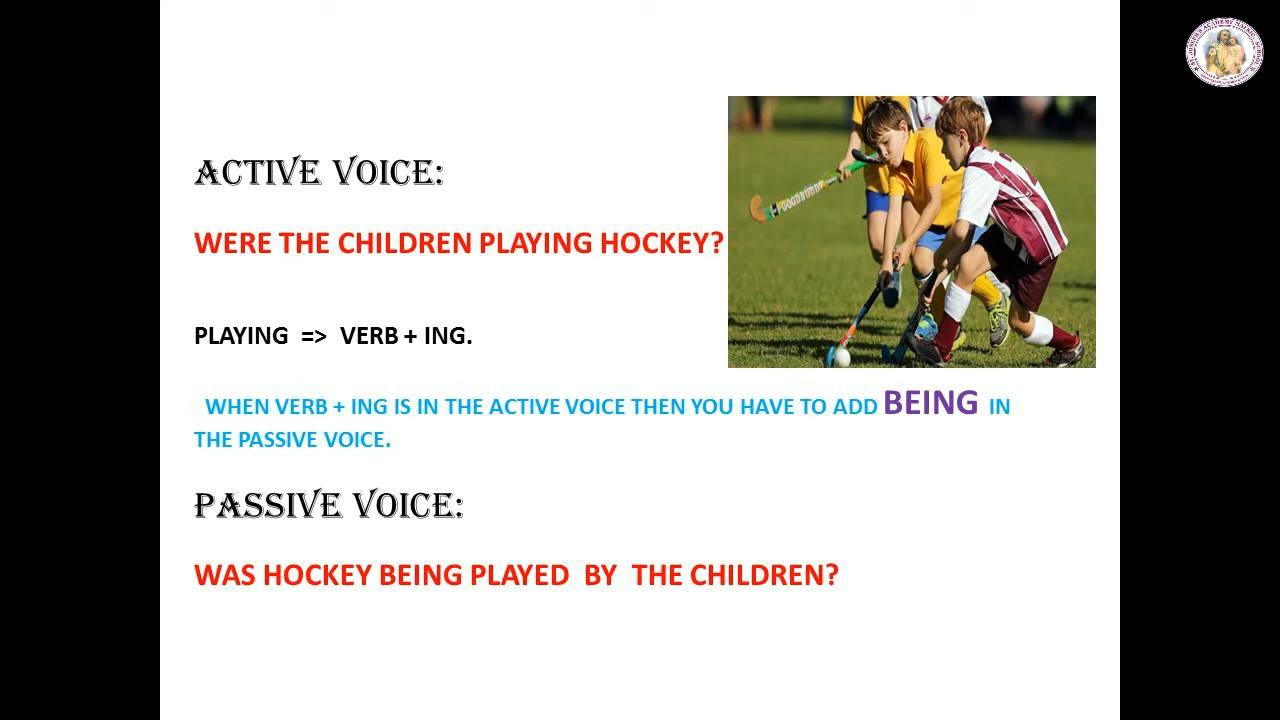 ACTIVE VOICE:
WERE THE CHILDREN PLAYING HOCKEY?
PLAYING => VERB + ING.
WHEN VERB + ING IS IN THE ACTIVE VOICE THEN YOU HAVE TO ADD BEING IN
THE PASSIVE VOICE.
PASSIVE VOICE:
WAS HOCKEY BEING PLAYED BY THE CHILDREN?